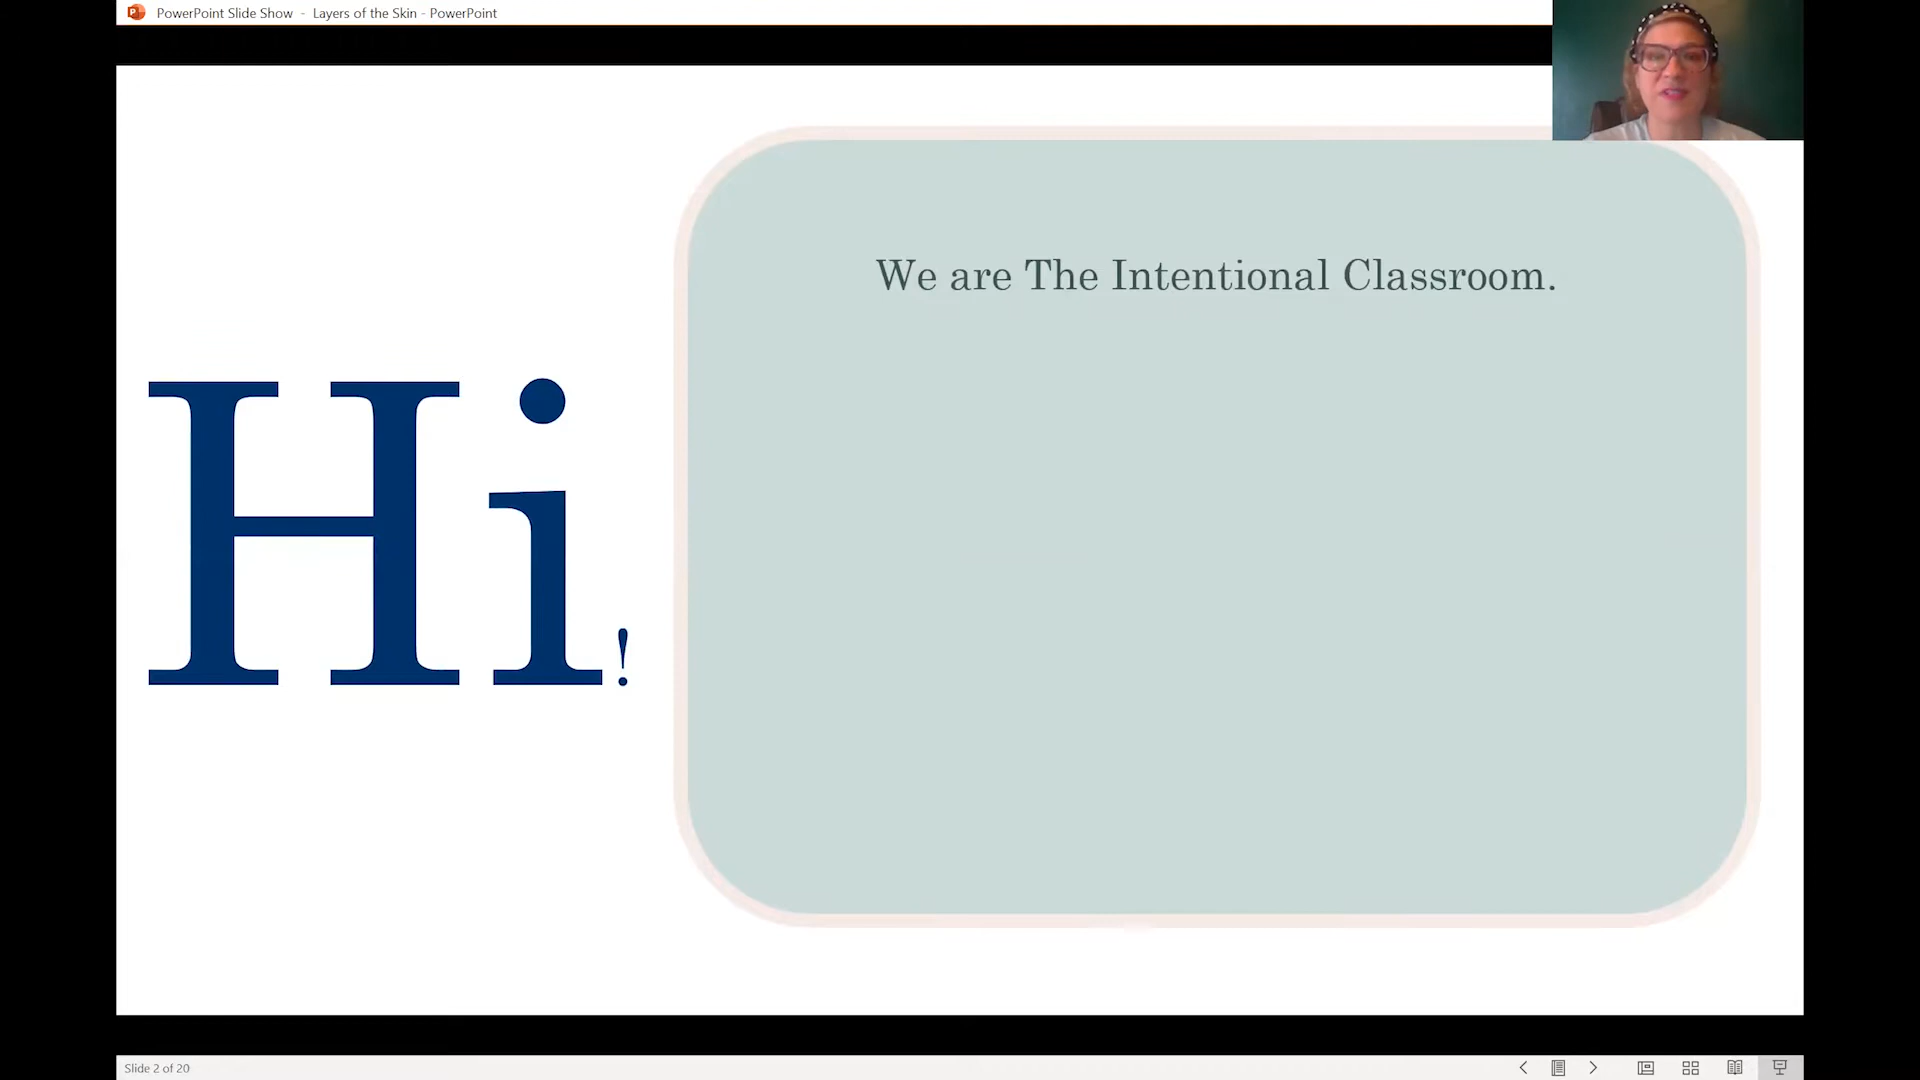 PowerPoint Slide Show - Layers of the Skin - PowerPoint
We are The Intentional Classroom.
Hi!
Slide 2 of 20